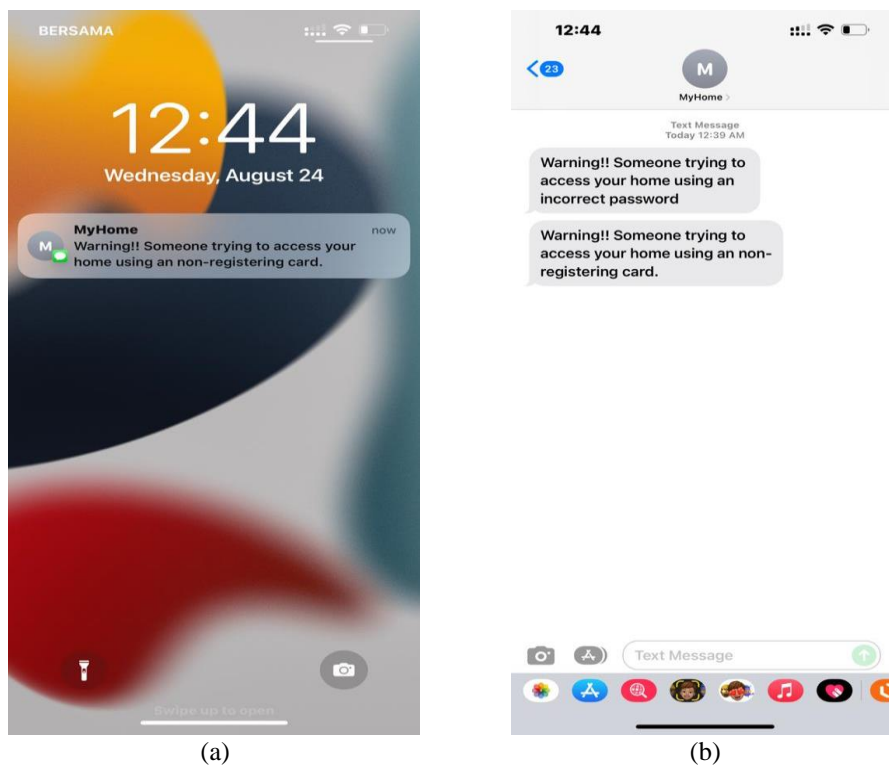 BERSAMA
12:44
Wednesday, August 24
M
MyHome
now
Warning!! Someone trying to access your
home using an non-registering card.
Swipe up to open
(a)
12:44
23
M
MyHome
Text Message
Today 12:39 AM
Warning!! Someone trying to
access your home using an
incorrect password
Warning!! Someone trying to
access your home using an non-
registering card.
Text Message
(b)